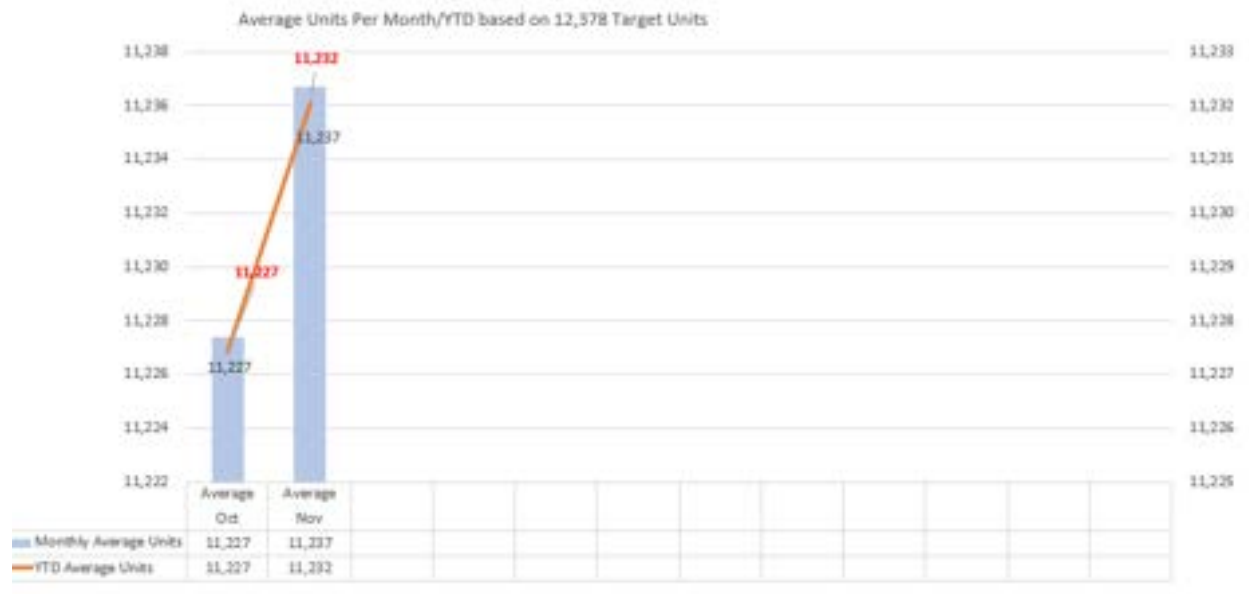 Average Units Per Month/YTD based on 12,378 Target Units
11,238 11,233
11,232
11,236 11,232
11,237
11,234 11,231
11,232 11,230
11,230 11,227 11,229
11,228 11,228
11,227
11,226 11,227
11,224 11,226
11,222 11,225
Average Average
Oct Nov
Monthly Average Units 11,227 11,237
YTD Average Units 11,227 11,232